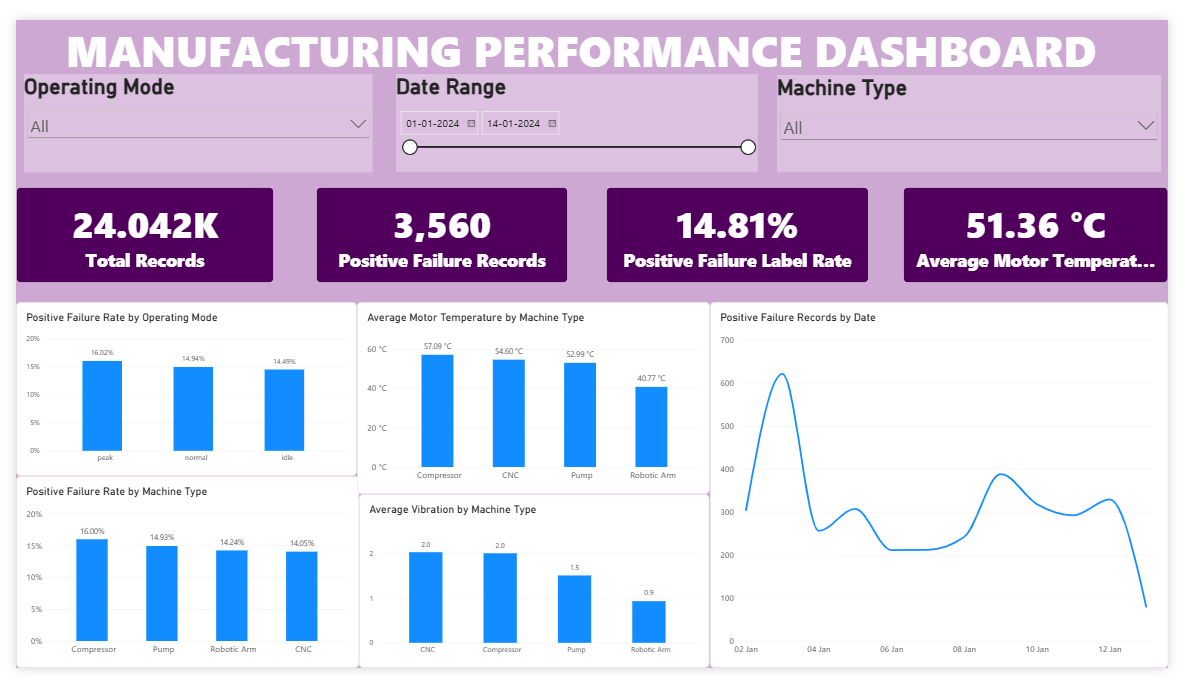 MANUFACTURING PERFORMANCE DASHBOARD
Operating Mode
All
Date Range
01-01-2024 14-01-2024
Machine Type
All
24.042K
Total Records
3,560
Positive Failure Records
14.81%
Positive Failure Label Rate
51.36 °C
Average Motor Temperat...
Positive Failure Rate by Operating Mode
20%
15%
10%
5%
0%
16.02% 14.94% 14.49%
peak normal idle
Positive Failure Rate by Machine Type
20%
15%
10%
5%
0%
16.00% 14.93% 14.24% 14.05%
Compressor Pump Robotic Arm CNC
Average Motor Temperature by Machine Type
60 °C
40 °C
20 °C
0 °C
57.09 °C 54.60 °C 52.99 °C 40.77 °C
Compressor CNC Pump Robotic Arm
Average Vibration by Machine Type
2
1
0
2.0 2.0 1.5 0.9
CNC Compressor Pump Robotic Arm
Positive Failure Records by Date
700
600
500
400
300
200
100
0
02 Jan 04 Jan 06 Jan 08 Jan 10 Jan 12 Jan